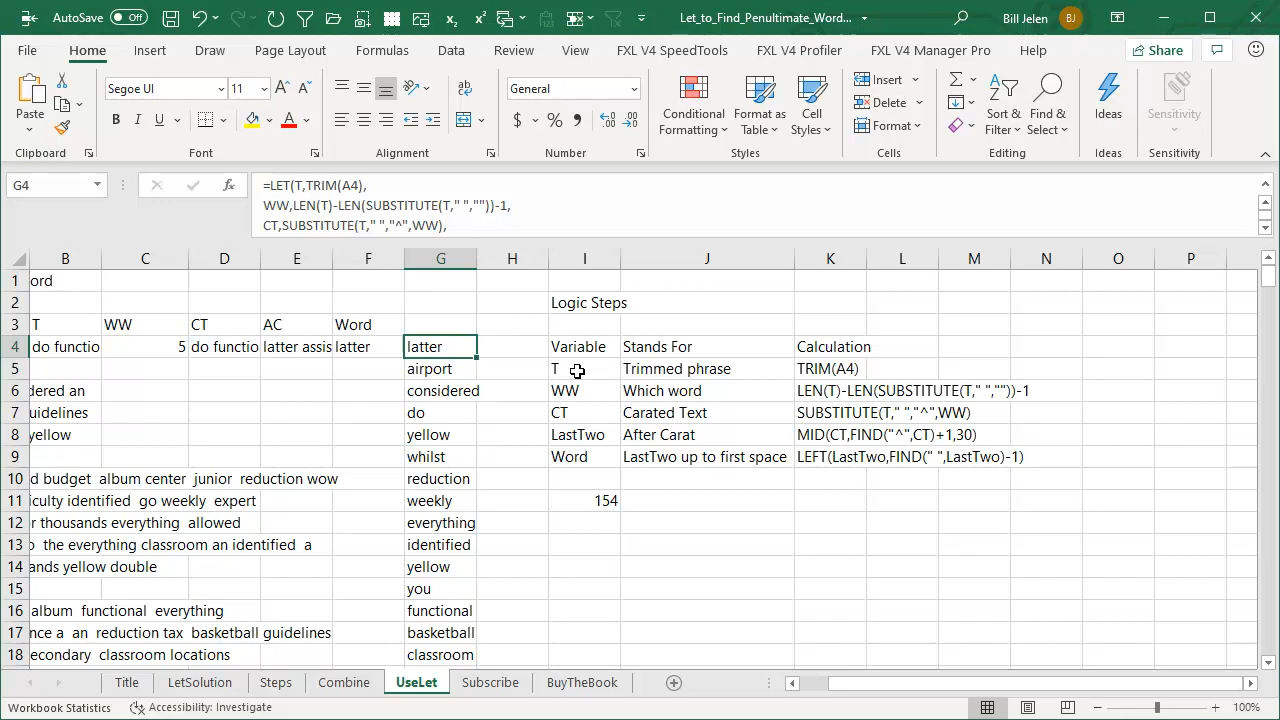 AutoSave Off Let_to_Find_Penultimate_Word... Bill Jelen BJ
File Home Insert Draw Page Layout Formulas Data Review View FXL V4 SpeedTools FXL V4 Profiler FXL V4 Manager Pro Help Share
Segoe UI 11 General
Paste
Conditional Formatting
Format as Table
Cell Styles
Insert
Delete
Format
Sort & Filter
Find & Select
Ideas
Sensitivity
Clipboard Font Alignment Number Styles Cells Editing Ideas Sensitivity
G4 fx =LET(T,TRIM(A4),
WW,LEN(T)-LEN(SUBSTITUTE(T," ",""))-1,
CT,SUBSTITUTE(T," ","^",WW),
B C D E F G H I J K L M N O P
1 ord
2 Logic Steps
3 T WW CT AC Word
4 do functio 5 do functio latter assis latter latter Variable Stands For Calculation
5 airport T Trimmed phrase TRIM(A4)
6 dered an considered WW Which word LEN(T)-LEN(SUBSTITUTE(T," ",""))-1
7 uidelines do CT Carated Text SUBSTITUTE(T," ","^",WW)
8 yellow yellow LastTwo After Carat MID(CT,FIND("^",CT)+1,30)
9 whilst Word LastTwo up to first space LEFT(LastTwo,FIND(" ",LastTwo)-1)
10 d budget album center junior reduction wow reduction
11 iculty identified go weekly expert weekly 154
12 r thousands everything allowed everything
13 o the everything classroom an identified a identified
14 ands yellow double yellow
15 you
16 album functional everything functional
17 nce a an reduction tax basketball guidelines basketball
18 econdary classroom locations classroom
Title LetSolution Steps Combine UseLet Subscribe BuyTheBook
Workbook Statistics Accessibility: Investigate 100%